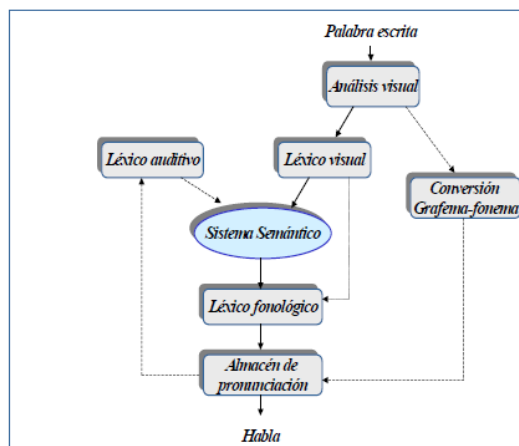 Palabra escrita
Análisis visual
Léxico auditivo
Léxico visual
Conversión
Grafema-fonema
Sistema Semántico
Léxico fonológico
Almacén de
pronunciación
Habla